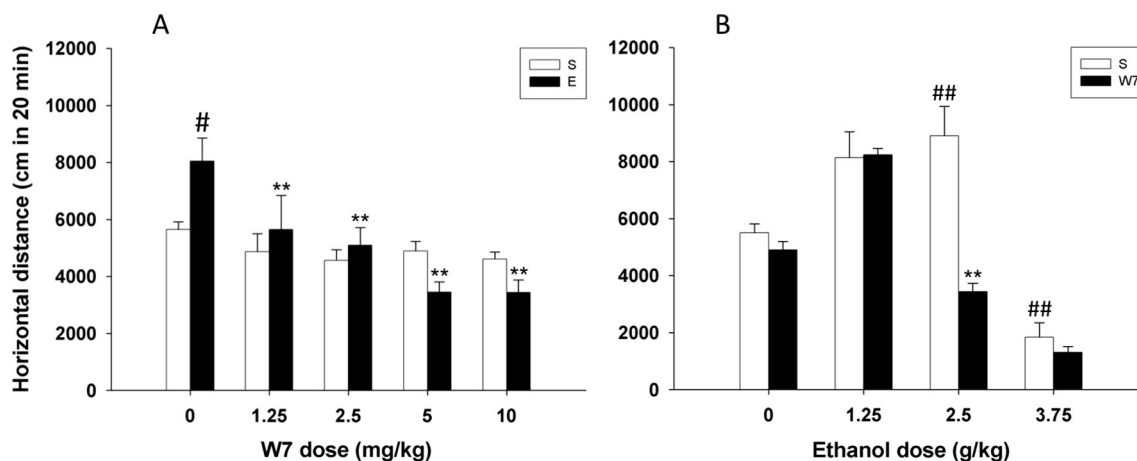 A
B
12000
10000
8000
6000
4000
2000
0
Horizontal distance (cm in 20 min)
S
E
#
**
**
**
**
0 1.25 2.5 5 10
W7 dose (mg/kg)
12000
10000
8000
6000
4000
2000
0
S
W7
##
**
##
0 1.25 2.5 3.75
Ethanol dose (g/kg)